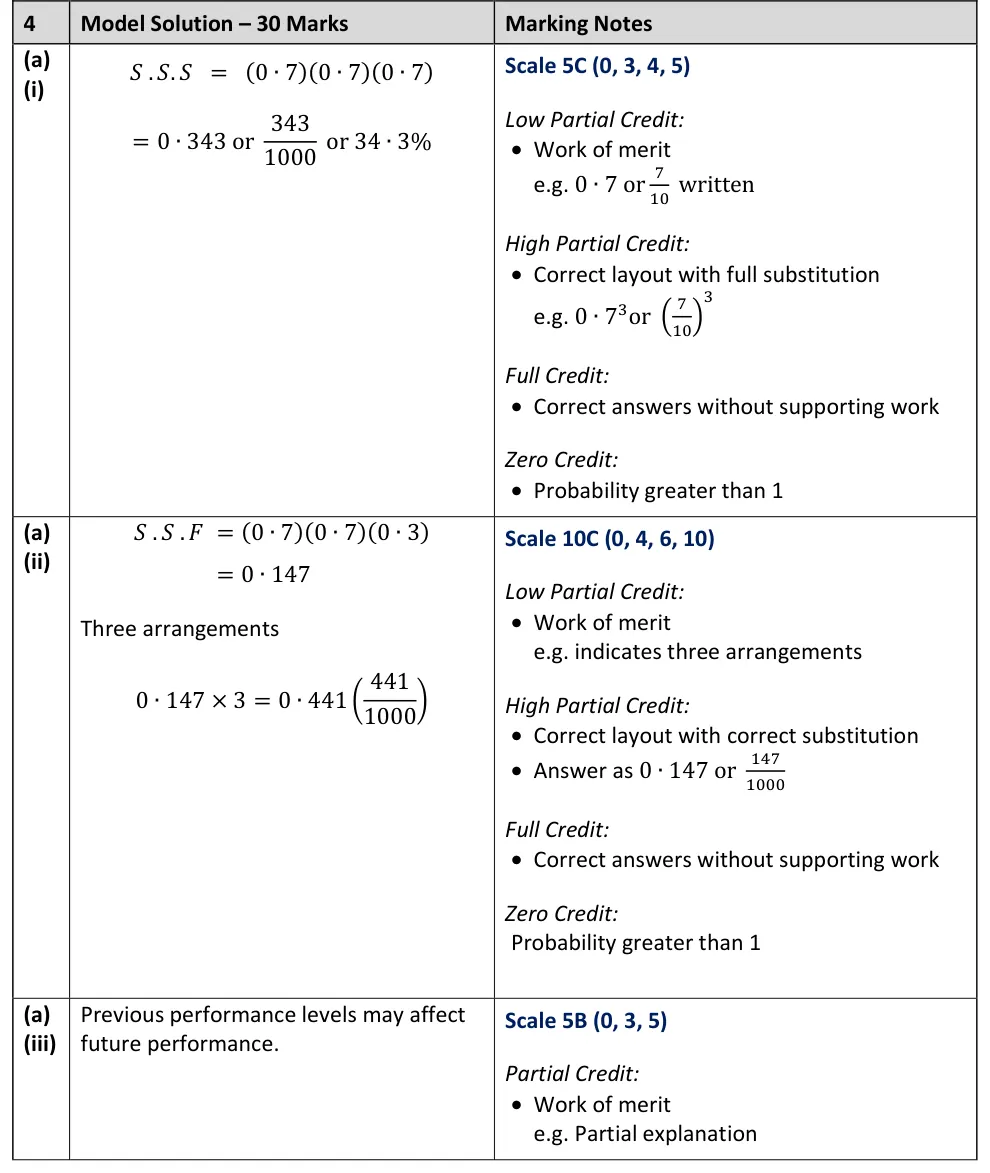 4 Model Solution – 30 Marks Marking Notes
(a)
(i)
S .S.S = (0 · 7)(0 · 7)(0 · 7)
= 0 · 343 or 343/1000 or 34 · 3%
Scale 5C (0, 3, 4, 5)
Low Partial Credit:
• Work of merit
e.g. 0 · 7 or 7/10 written
High Partial Credit:
• Correct layout with full substitution
e.g. 0 · 7³ or (7/10)³
Full Credit:
• Correct answers without supporting work
Zero Credit:
• Probability greater than 1
(a)
(ii)
S .S .F = (0 · 7)(0 · 7)(0 · 3)
= 0 · 147
Three arrangements
0 · 147 × 3 = 0 · 441 (441/1000)
Scale 10C (0, 4, 6, 10)
Low Partial Credit:
• Work of merit
e.g. indicates three arrangements
High Partial Credit:
• Correct layout with correct substitution
• Answer as 0 · 147 or 147/1000
Full Credit:
• Correct answers without supporting work
Zero Credit:
Probability greater than 1
(a)
(iii)
Previous performance levels may affect
future performance.
Scale 5B (0, 3, 5)
Partial Credit:
• Work of merit
e.g. Partial explanation